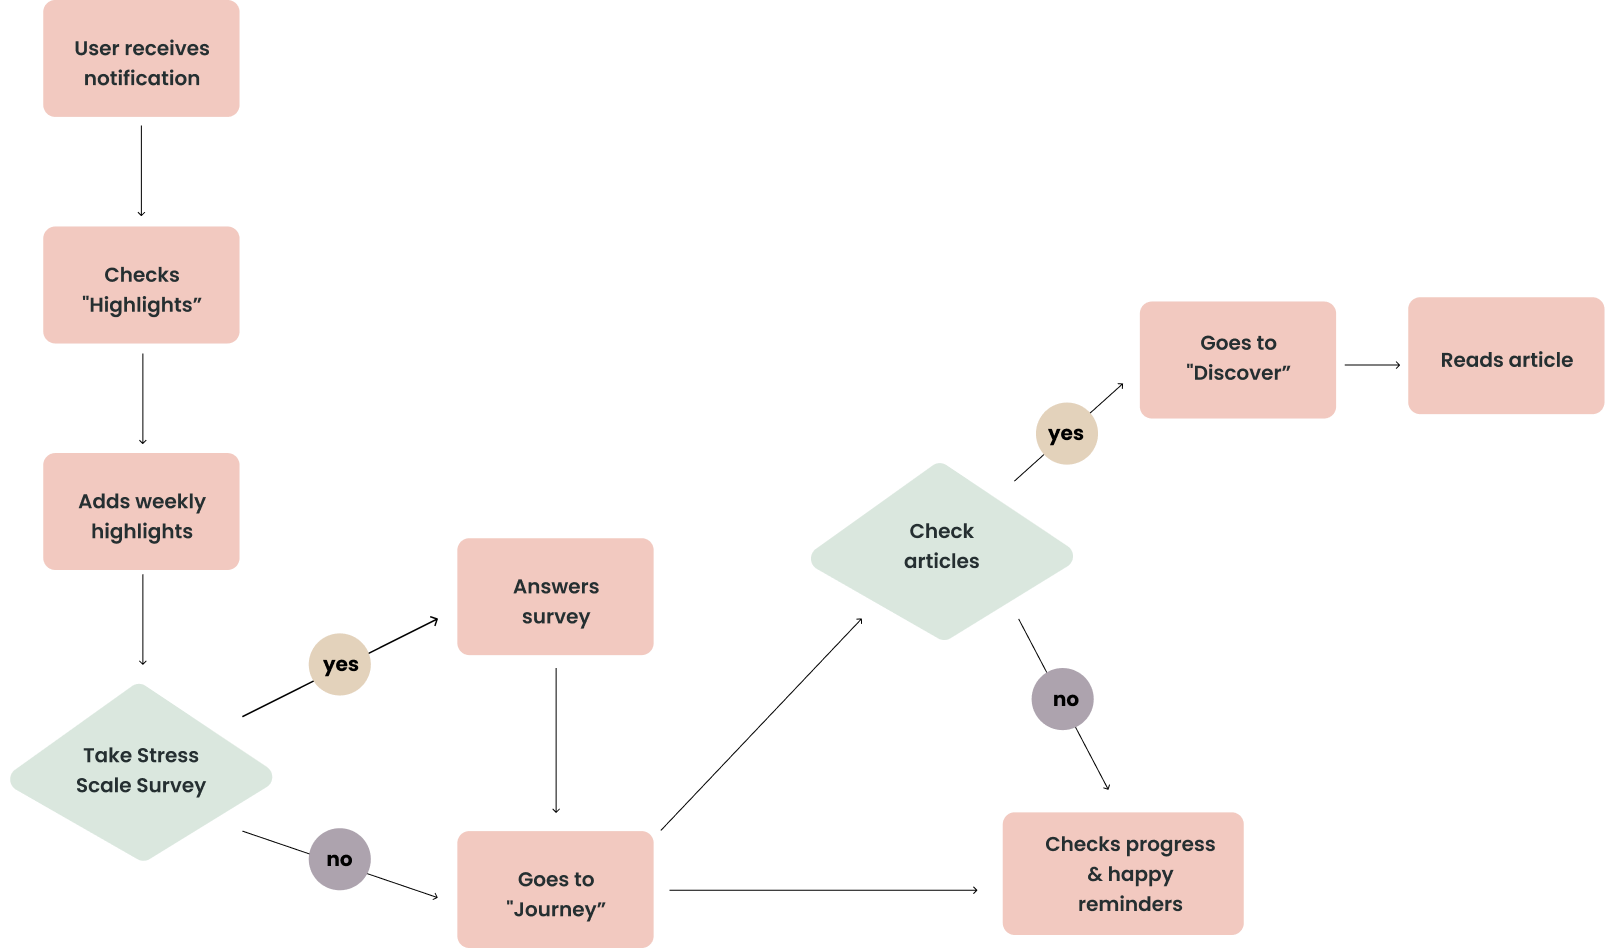 User receives
notification
Checks
"Highlights”
Adds weekly
highlights
Take Stress
Scale Survey
yes
no
Answers
survey
Goes to
"Journey”
Check
articles
yes
no
Goes to
"Discover”
Reads article
Checks progress
& happy
reminders